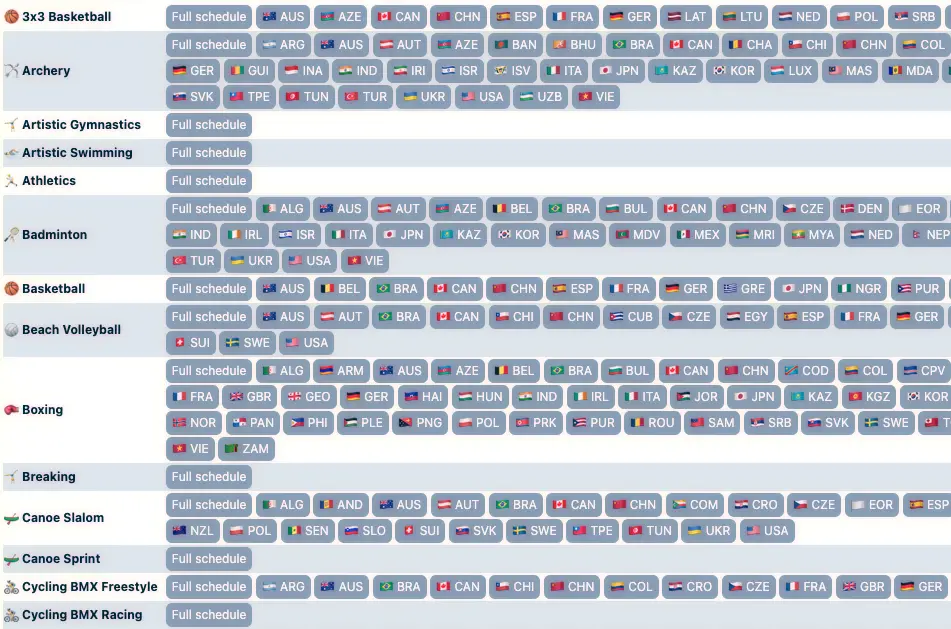 3x3 Basketball Full schedule AUS AZE CAN CHN ESP FRA GER LAT LTU NED POL SRB
Full schedule ARG AUS AUT AZE BAN BHU BRA CAN CHA CHI CHN COL
Archery GER GUI INA IND IRI ISR ISV ITA JPN KAZ KOR LUX MAS MDA
SVK TPE TUN TUR UKR USA UZB VIE
Artistic Gymnastics Full schedule
Artistic Swimming Full schedule
Athletics Full schedule
Full schedule ALG AUS AUT AZE BEL BRA BUL CAN CHN CZE DEN EOR
Badminton IND IRL ISR ITA JPN KAZ KOR MAS MDV MEX MRI MYA NED NEP
TUR UKR USA VIE
Basketball Full schedule AUS BEL BRA CAN CHN ESP FRA GER GRE JPN NGR PUR
Full schedule AUS AUT BRA CAN CHI CHN CUB CZE EGY ESP FRA GER
Beach Volleyball
SUI SWE USA
Full schedule ALG ARM AUS AZE BEL BRA BUL CAN CHN COD COL CPV
FRA GBR GEO GER HAI HUN IND IRL ITA JOR JPN KAZ KGZ KOR
Boxing
NOR PAN PHI PLE PNG POL PRK PUR ROU SAM SRB SVK SWE T
VIE ZAM
Breaking Full schedule
Full schedule ALG AND AUS AUT BRA CAN CHN COM CRO CZE EOR ESP
Canoe Slalom
NZL POL SEN SLO SUI SVK SWE TPE TUN UKR USA
Canoe Sprint Full schedule
Cycling BMX Freestyle Full schedule ARG AUS BRA CAN CHI CHN COL CRO CZE FRA GBR GER
Cycling BMX Racing Full schedule